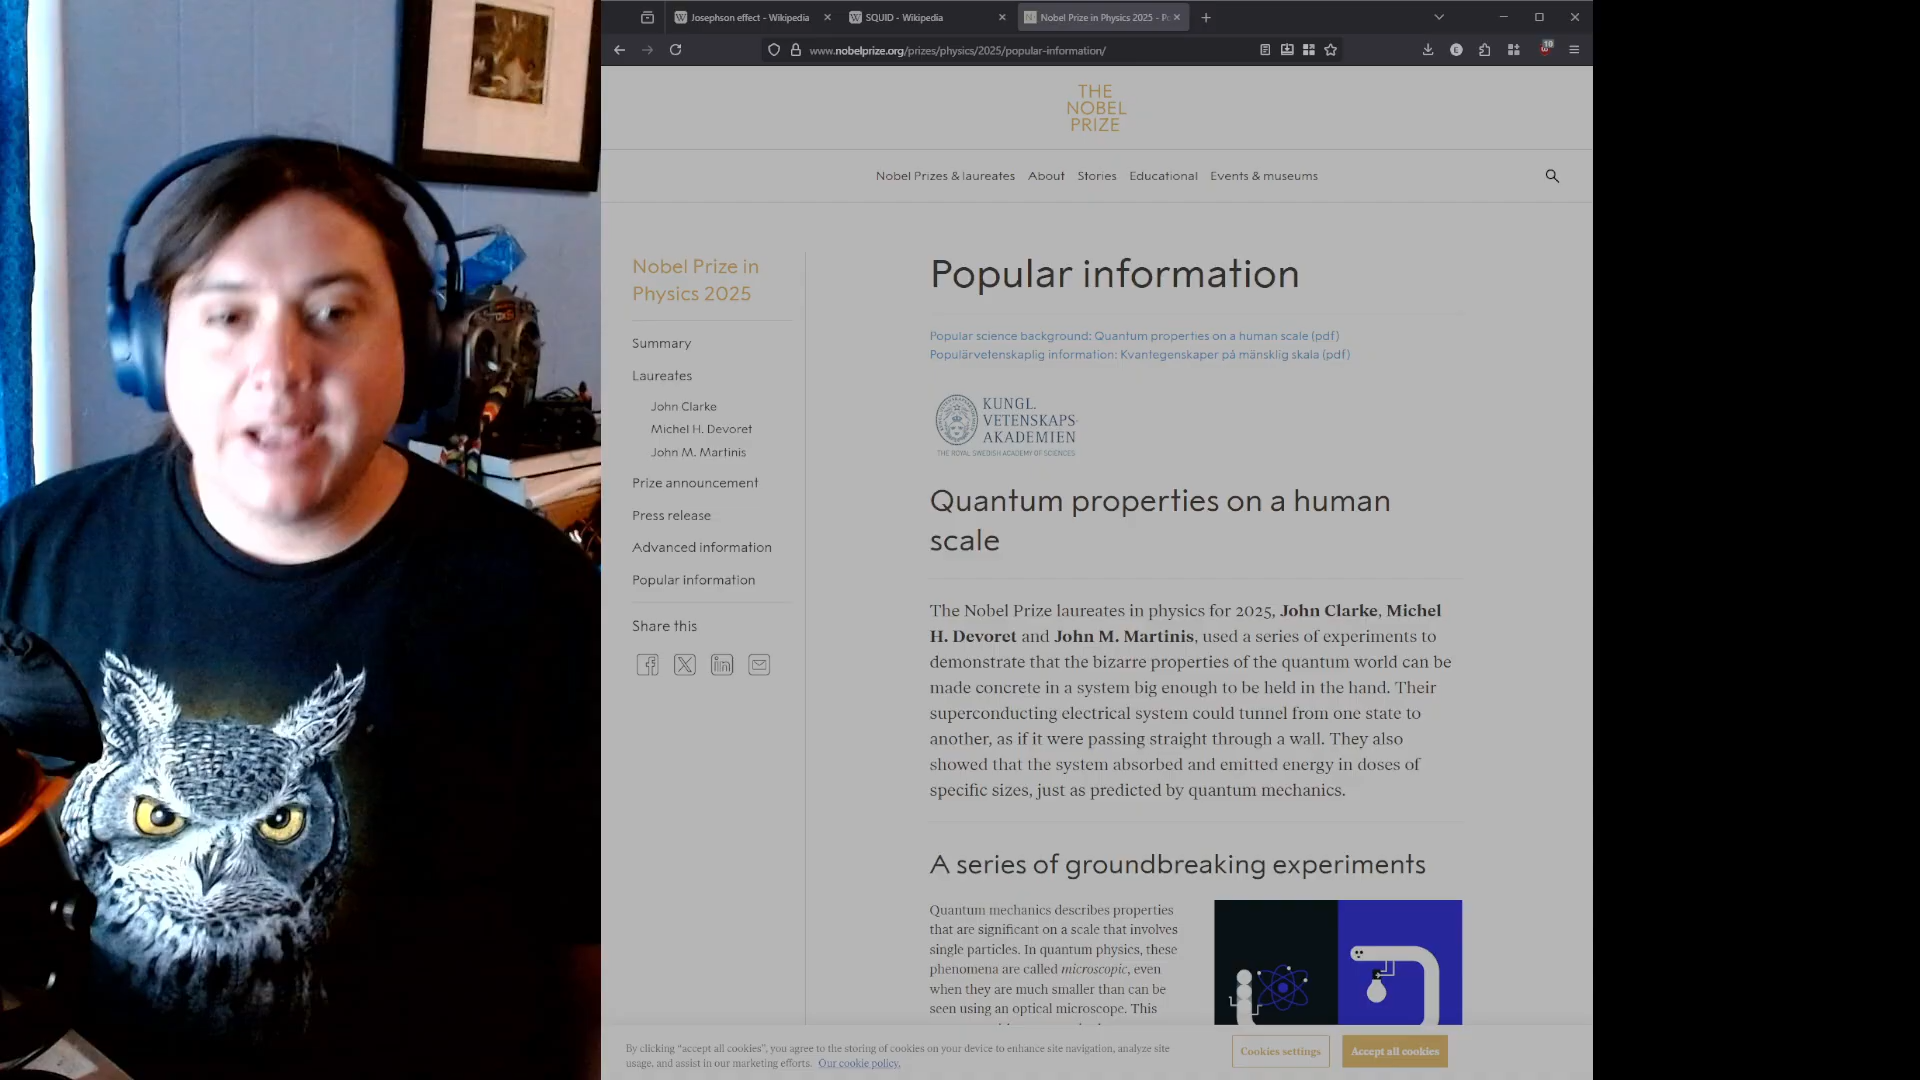 Josephson effect - Wikipedia
SQUID - Wikipedia
Nobel Prize in Physics 2025 - Po
www.nobelprize.org/prizes/physics/2025/popular-information/
10
THE
NOBEL
PRIZE
Nobel Prizes & laureates
About
Stories
Educational
Events & museums
Nobel Prize in
Physics 2025
Summary
Laureates
John Clarke
Michel H. Devoret
John M. Martinis
Prize announcement
Press release
Advanced information
Popular information
Share this
Popular information
Popular science background: Quantum properties on a human scale (pdf)
Populärvetenskaplig information: Kvantegenskaper på mänsklig skala (pdf)
KUNGL.
VETENSKAPS-
AKADEMIEN
THE ROYAL SWEDISH ACADEMY OF SCIENCES
Quantum properties on a human
scale
The Nobel Prize laureates in physics for 2025, John Clarke, Michel
H. Devoret and John M. Martinis, used a series of experiments to
demonstrate that the bizarre properties of the quantum world can be
made concrete in a system big enough to be held in the hand. Their
superconducting electrical system could tunnel from one state to
another, as if it were passing straight through a wall. They also
showed that the system absorbed and emitted energy in doses of
specific sizes, just as predicted by quantum mechanics.
A series of groundbreaking experiments
Quantum mechanics describes properties
that are significant on a scale that involves
single particles. In quantum physics, these
phenomena are called microscopic, even
when they are much smaller than can be
seen using an optical microscope. This
By clicking “accept all cookies”, you agree to the storing of cookies on your device to enhance site navigation, analyze site
usage, and assist in our marketing efforts. Our cookie policy.
Cookies settings
Accept all cookies